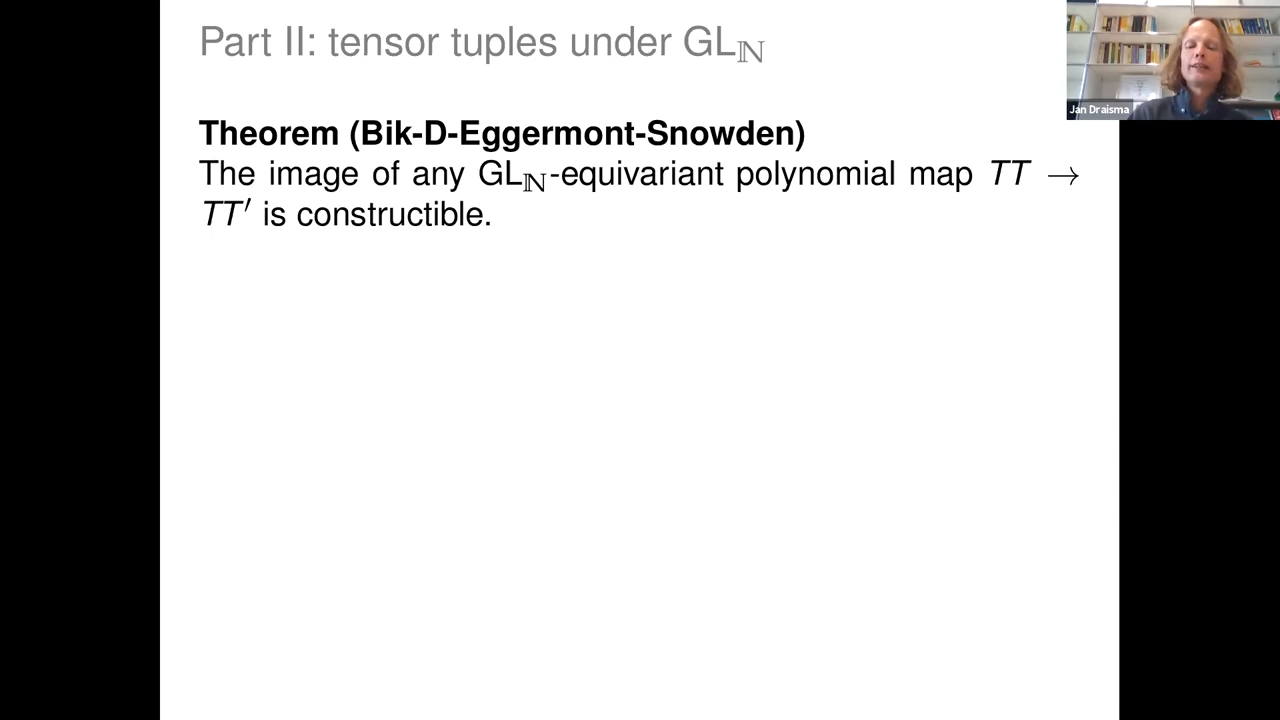 Part II: tensor tuples under GL_ℕ
Jan Draisma
Theorem (Bik-D-Eggermont-Snowden)
The image of any GL_ℕ-equivariant polynomial map TT →
TT′ is constructible.